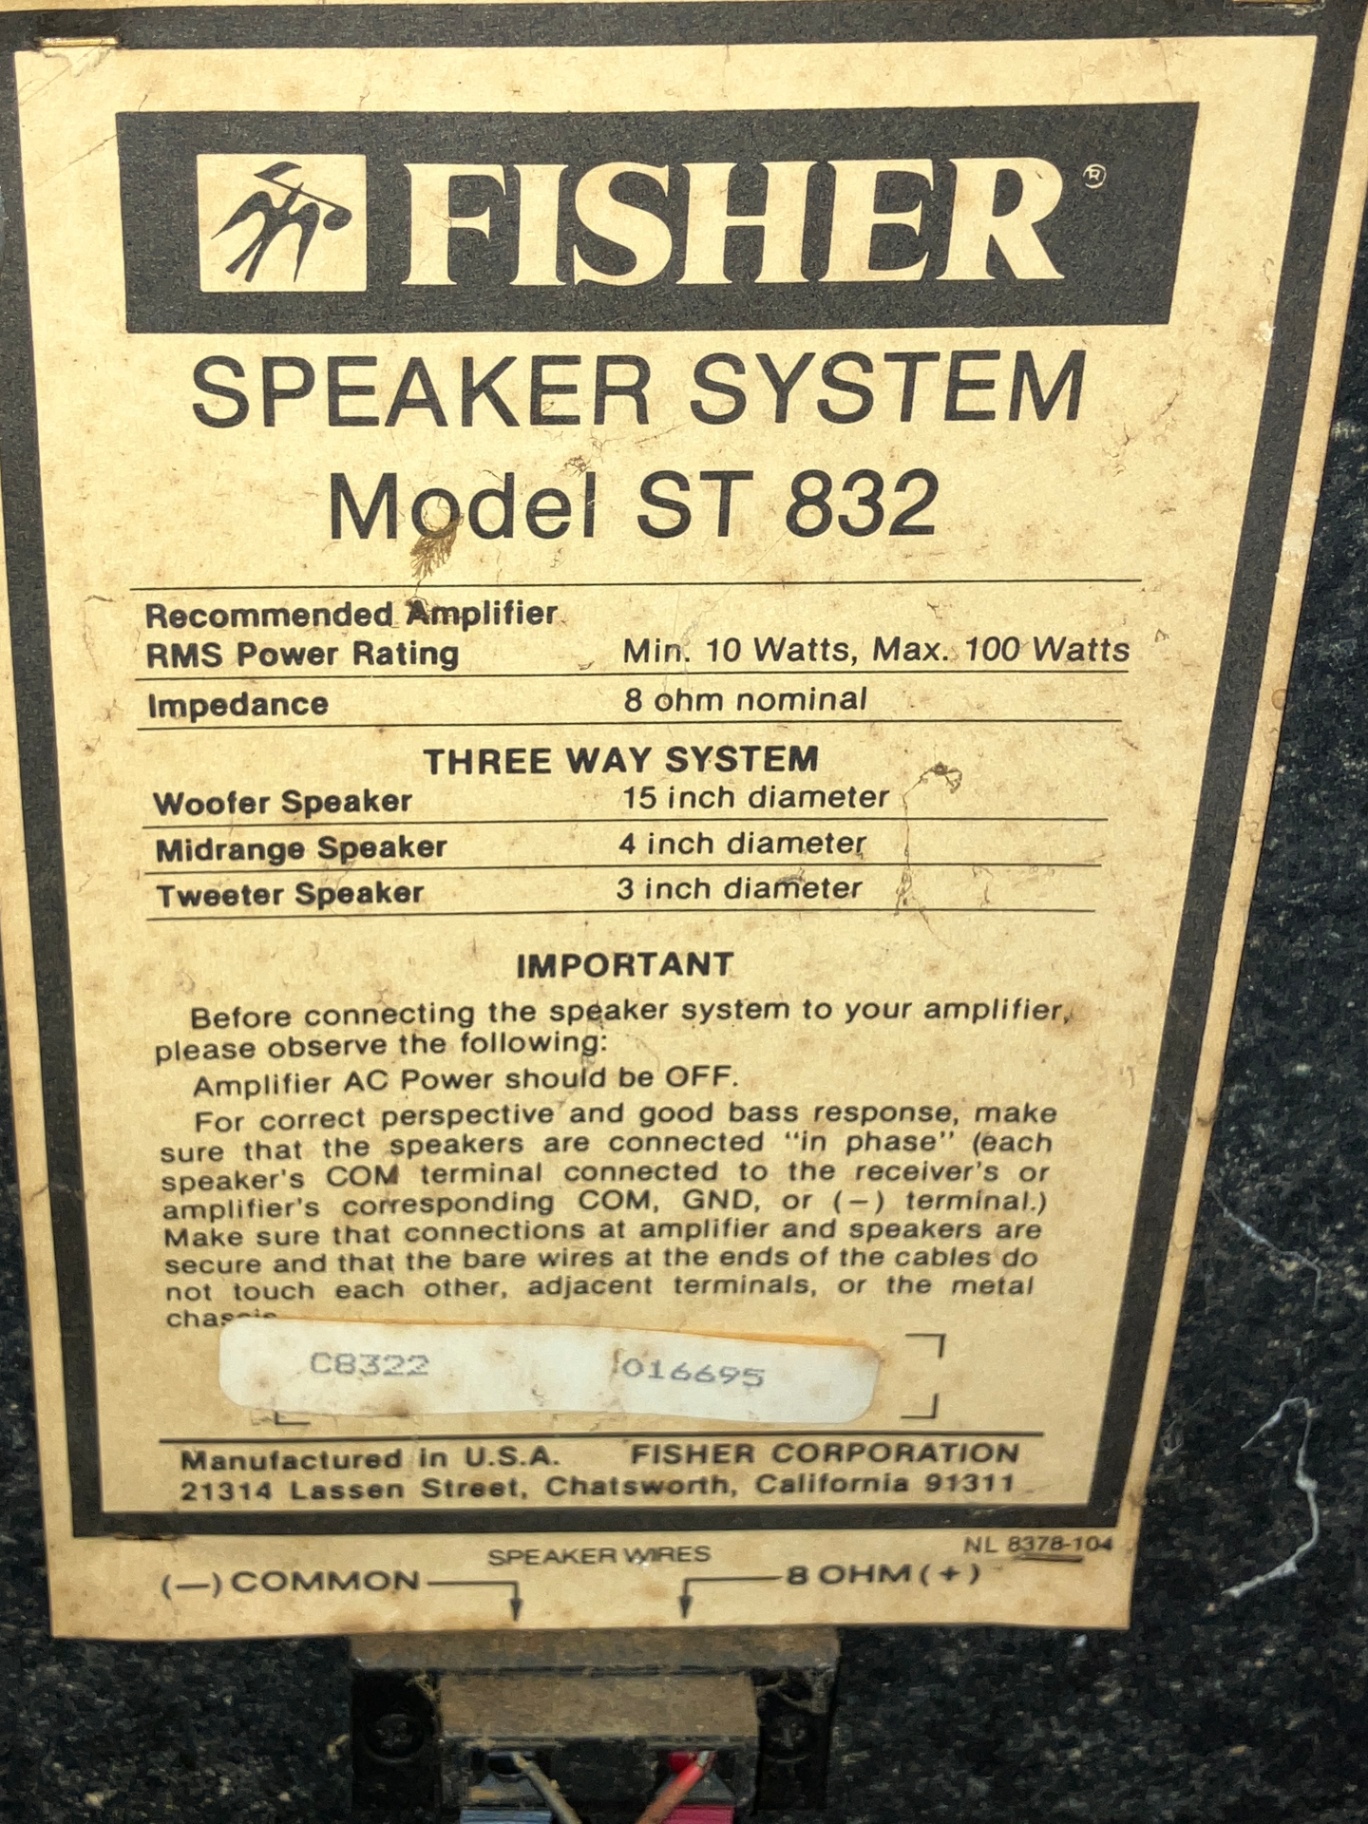 FISHER®
SPEAKER SYSTEM
Model ST 832
Recommended Amplifier
RMS Power Rating Min. 10 Watts, Max. 100 Watts
Impedance 8 ohm nominal
THREE WAY SYSTEM
Woofer Speaker 15 inch diameter
Midrange Speaker 4 inch diameter
Tweeter Speaker 3 inch diameter
IMPORTANT
Before connecting the speaker system to your amplifier,
please observe the following:
Amplifier AC Power should be OFF.
For correct perspective and good bass response, make
sure that the speakers are connected "in phase" (each
speaker's COM terminal connected to the receiver's or
amplifier's corresponding COM, GND, or (−) terminal.)
Make sure that connections at amplifier and speakers are
secure and that the bare wires at the ends of the cables do
not touch each other, adjacent terminals, or the metal
chassis
C8322 016695
Manufactured in U.S.A. FISHER CORPORATION
21314 Lassen Street, Chatsworth, California 91311
NL 8378-104
SPEAKER WIRES
(—) COMMON 8 OHM (+)